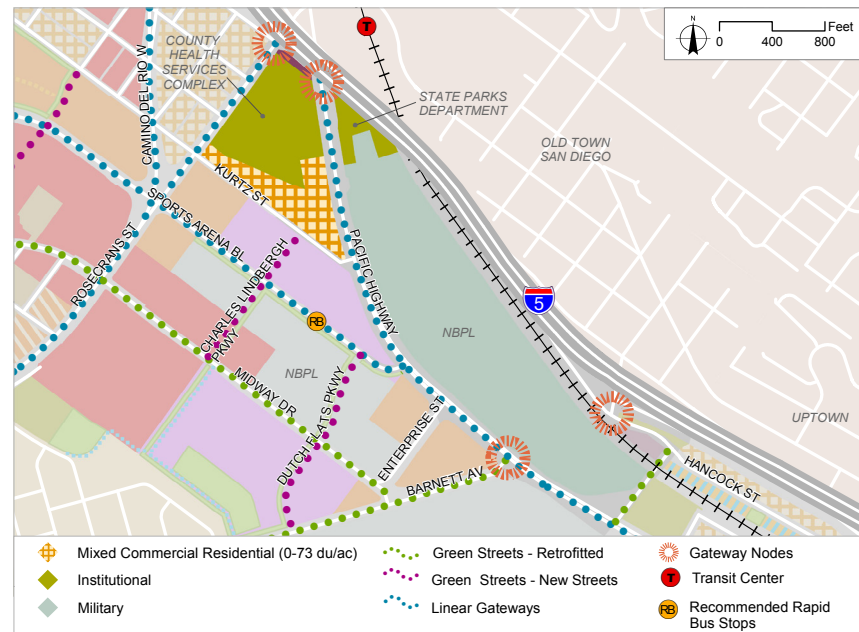 COUNTY
HEALTH
SERVICES
COMPLEX
CAMINO DEL RIO W
T
N
0 400 800
Feet
STATE PARKS
DEPARTMENT
OLD TOWN
SAN DIEGO
KURTZ ST
SPORTS ARENA BL
ROSECRANS ST
PACIFIC HIGHWAY
CHARLES LINDBERGH
PKWY
5
RB
NBPL
NBPL
MIDWAY DR
DUTCH FLATS PKWY
ENTERPRISE ST
UPTOWN
BARNETT AV
HANCOCK ST
Mixed Commercial Residential (0-73 du/ac)
Institutional
Military
Green Streets - Retrofitted
Green Streets - New Streets
Linear Gateways
Gateway Nodes
T Transit Center
RB Recommended Rapid
Bus Stops